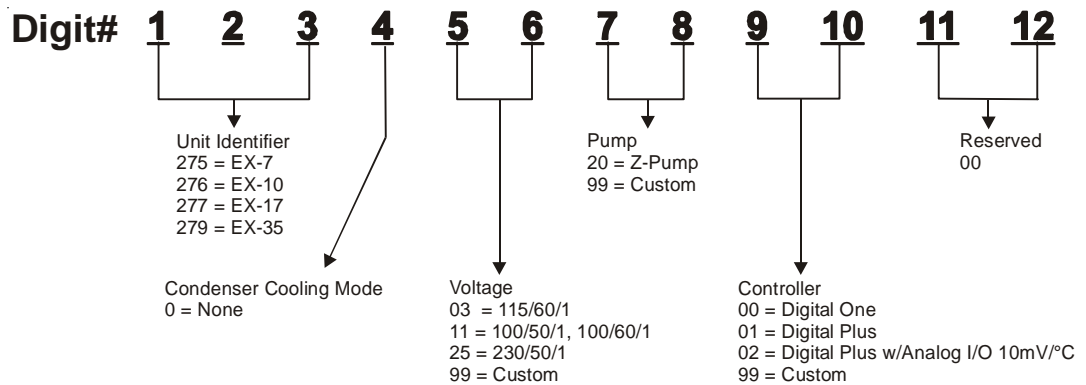 Digit# 1 2 3 4 5 6 7 8 9 10 11 12
Unit Identifier
275 = EX-7
276 = EX-10
277 = EX-17
279 = EX-35
Condenser Cooling Mode
0 = None
Voltage
03 = 115/60/1
11 = 100/50/1, 100/60/1
25 = 230/50/1
99 = Custom
Pump
20 = Z-Pump
99 = Custom
Controller
00 = Digital One
01 = Digital Plus
02 = Digital Plus w/Analog I/O 10mV/°C
99 = Custom
Reserved
00